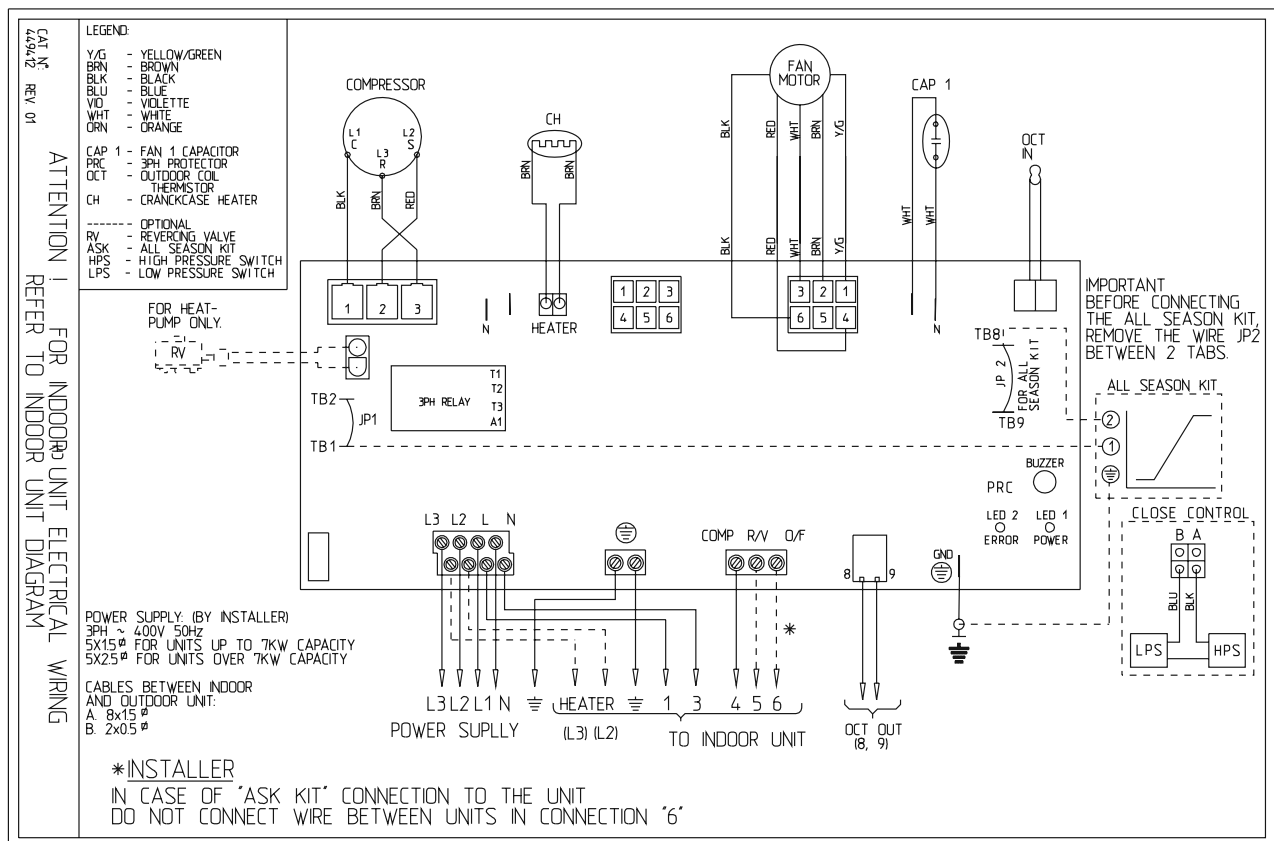 CAT N° 449412 REV. 01
ATTENTION ! FOR INDOOR UNIT ELECTRICAL WIRING
REFER TO INDOOR UNIT DIAGRAM
LEGEND:
Y/G - YELLOW/GREEN
BRN - BROWN
BLK - BLACK
BLU - BLUE
VIO - VIOLETTE
WHT - WHITE
ORN - ORANGE
CAP 1 - FAN 1 CAPACITOR
PRC - 3PH PROTECTOR
OCT - OUTDOOR COIL
THERMISTOR
CH - CRANCKCASE HEATER
------- OPTIONAL
RV - REVERCING VALVE
ASK - ALL SEASON KIT
HPS - HIGH PRESSURE SWITCH
LPS - LOW PRESSURE SWITCH
COMPRESSOR
L1 L2
C S
L3
R
BLK BRN RED
1 2 3
N
CH
BRN BRN
HEATER
1 2 3
4 5 6
FAN
MOTOR
BLK RED WHT BRN Y/G
BLK RED WHT BRN Y/G
3 2 1
6 5 4
CAP 1
WHT WHT
N
OCT
IN
FOR HEAT-
PUMP ONLY.
RV
TB2
JP1
TB1
3PH RELAY
T1
T2
T3
A1
TB8
JP 2
FOR ALL
SEASON KIT
TB9
IMPORTANT
BEFORE CONNECTING
THE ALL SEASON KIT,
REMOVE THE WIRE JP2
BETWEEN 2 TABS.
ALL SEASON KIT
2
1
BUZZER
PRC
LED 2 LED 1
ERROR POWER
CLOSE CONTROL
B A
BLU BLK
LPS HPS
L3 L2 L N
COMP R/V O/F
8 9
GND
*
L3 L2 L1 N HEATER 1 3 4 5 6
POWER SUPLLY
(L3) (L2)
TO INDOOR UNIT
OCT OUT
(8, 9)
POWER SUPPLY: (BY INSTALLER)
3PH ~ 400V 50Hz
5X1.5⌀ FOR UNITS UP TO 7KW CAPACITY
5X2.5⌀ FOR UNITS OVER 7KW CAPACITY
CABLES BETWEEN INDOOR
AND OUTDOOR UNIT:
A. 8x1.5⌀
B. 2x0.5⌀
*INSTALLER
IN CASE OF "ASK KIT" CONNECTION TO THE UNIT
DO NOT CONNECT WIRE BETWEEN UNITS IN CONNECTION "6"